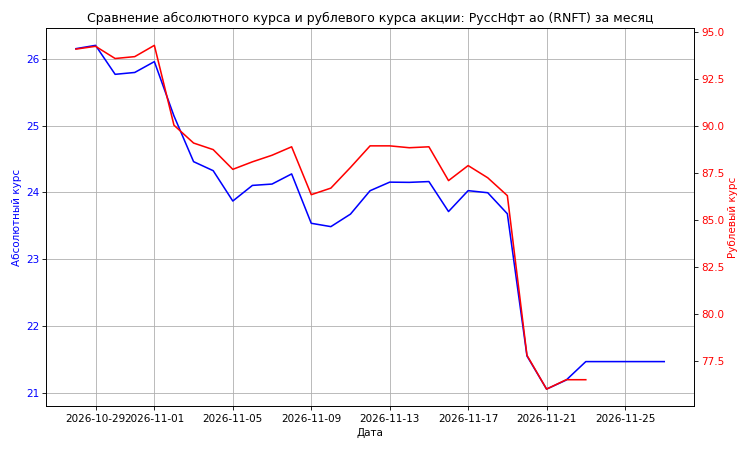 Сравнение абсолютного курса и рублевого курса акции: РуссНфт ао (RNFT) за месяц
26
25
24
23
22
21
Абсолютный курс
95.0
92.5
90.0
87.5
85.0
82.5
80.0
77.5
Рублевый курс
2026-10-29 2026-11-01 2026-11-05 2026-11-09 2026-11-13 2026-11-17 2026-11-21 2026-11-25
Дата